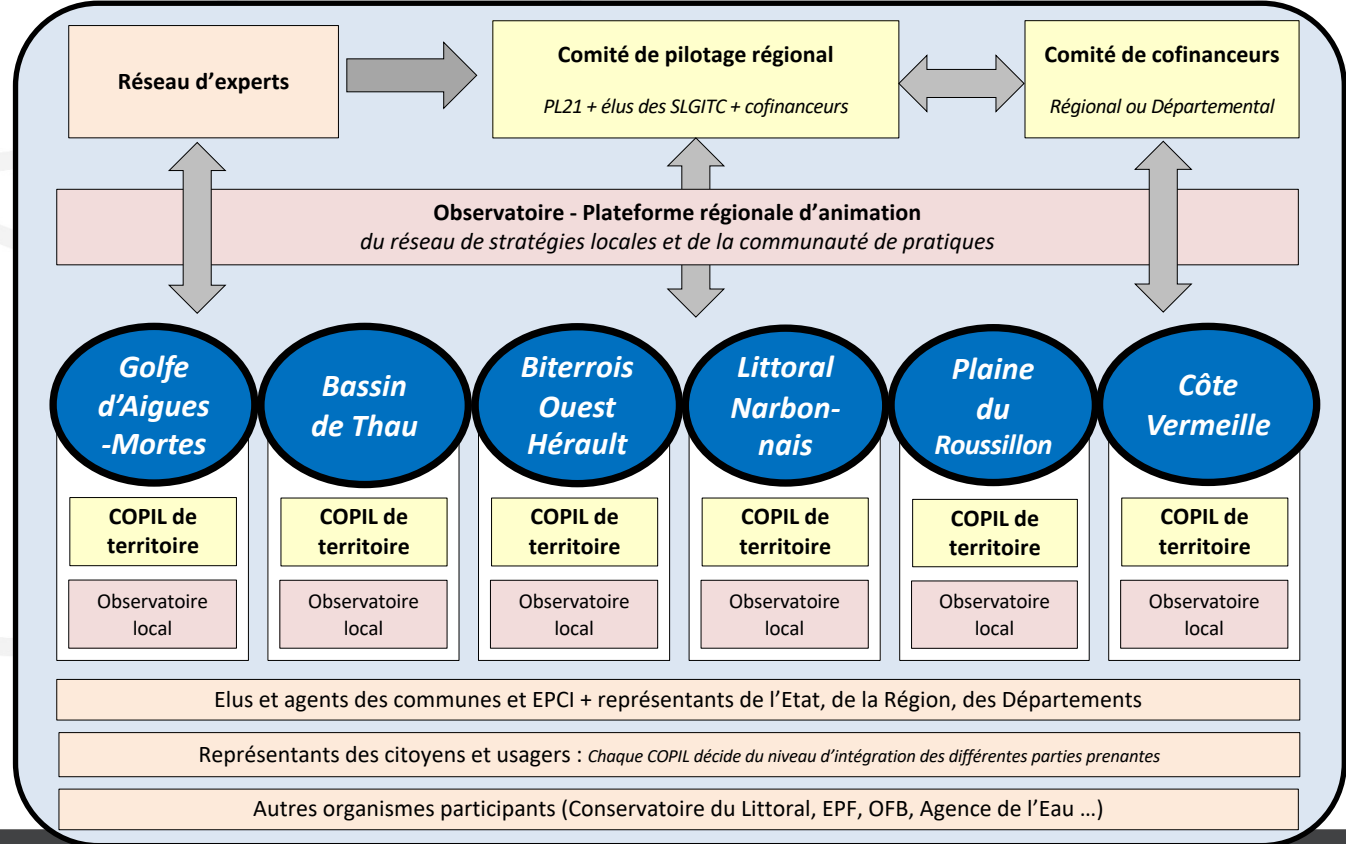 Réseau d'experts
Comité de pilotage régional
PL21 + élus des SLGITC + cofinanceurs
Comité de cofinanceurs
Régional ou Départemental
Observatoire - Plateforme régionale d'animation
du réseau de stratégies locales et de la communauté de pratiques
Golfe
d'Aigues
-Mortes
Bassin
de Thau
Biterrois
Ouest
Hérault
Littoral
Narbon-
nais
Plaine
du
Roussillon
Côte
Vermeille
COPIL de
territoire
COPIL de
territoire
COPIL de
territoire
COPIL de
territoire
COPIL de
territoire
COPIL de
territoire
Observatoire
local
Observatoire
local
Observatoire
local
Observatoire
local
Observatoire
local
Observatoire
local
Elus et agents des communes et EPCI + représentants de l'Etat, de la Région, des Départements
Représentants des citoyens et usagers : Chaque COPIL décide du niveau d'intégration des différentes parties prenantes
Autres organismes participants (Conservatoire du Littoral, EPF, OFB, Agence de l'Eau ...)